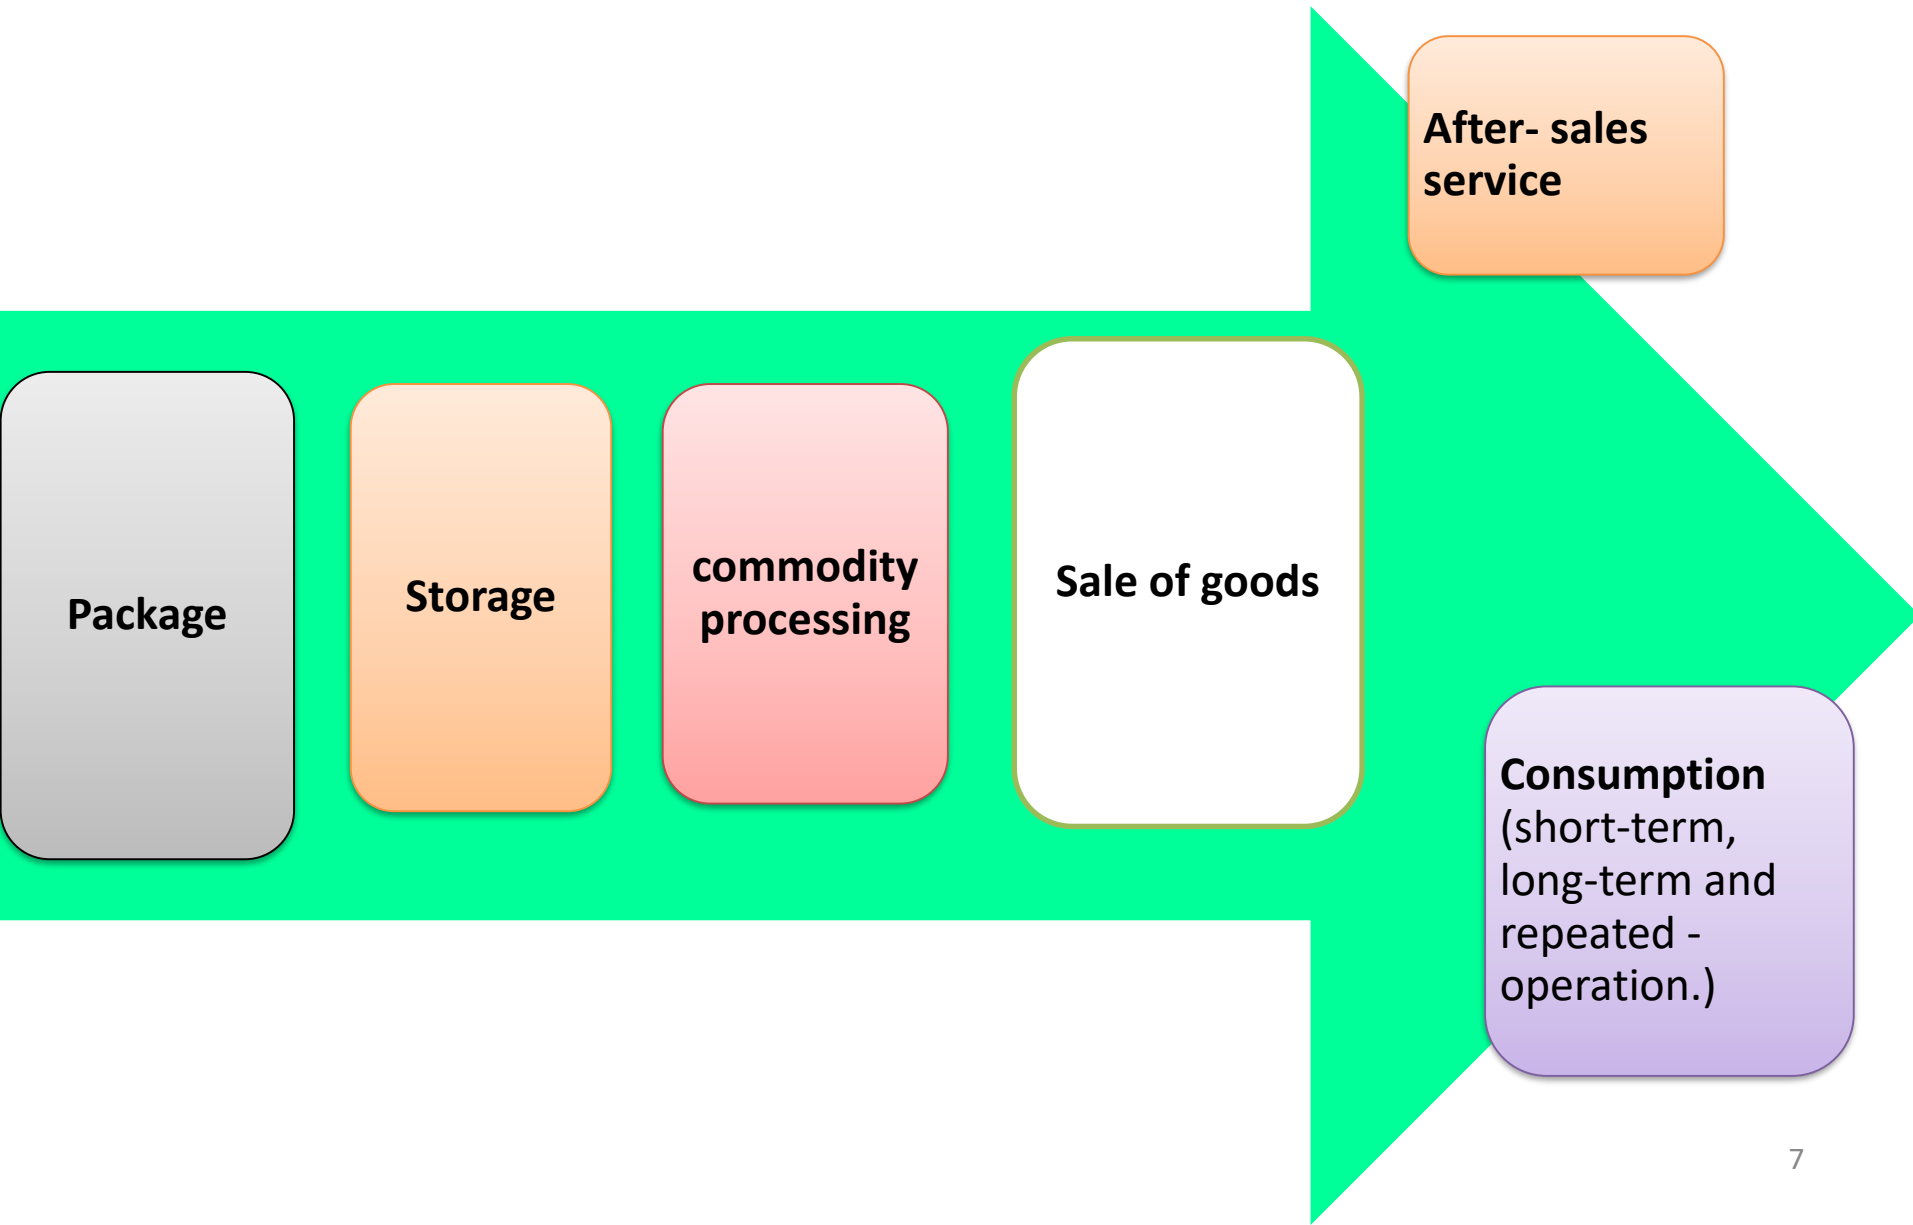 After- sales
service
Package
Storage
commodity
processing
Sale of goods
Consumption
(short-term,
long-term and
repeated -
operation.)
7